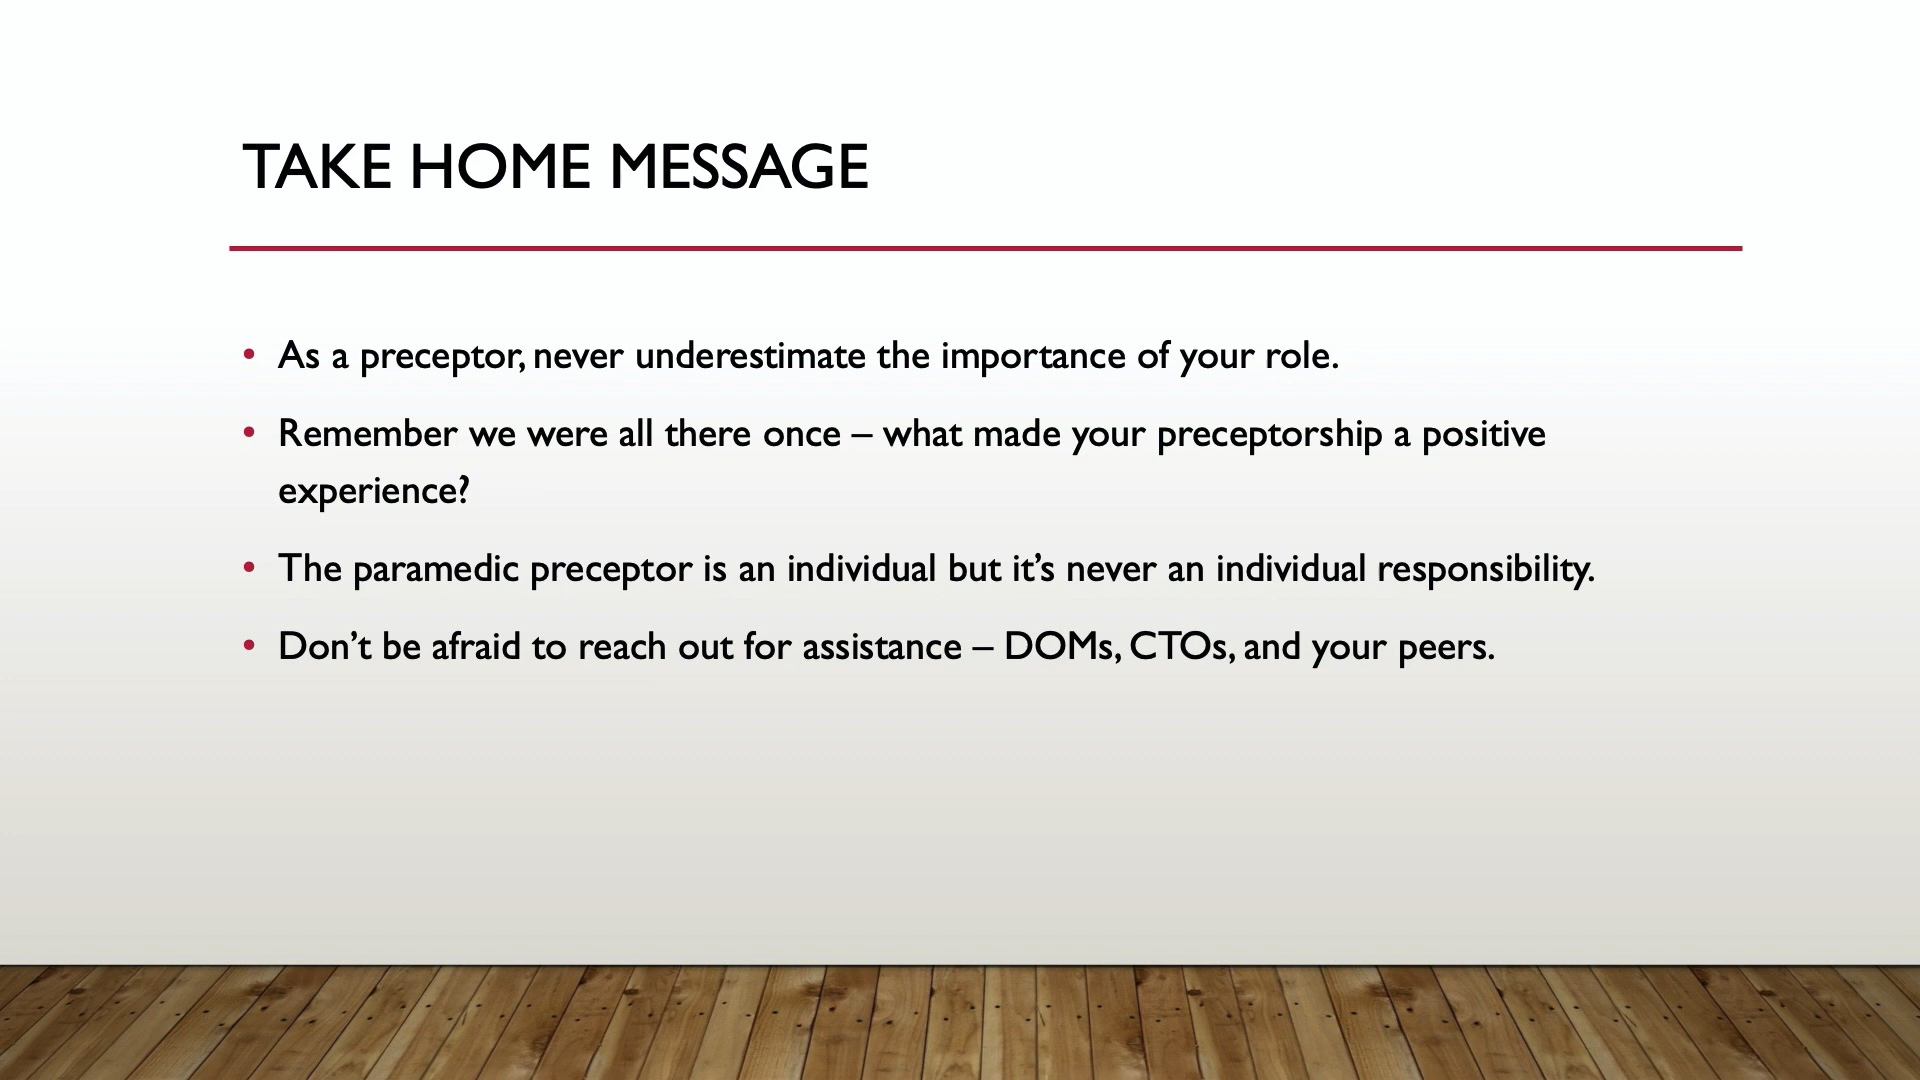 TAKE HOME MESSAGE
• As a preceptor, never underestimate the importance of your role.
• Remember we were all there once – what made your preceptorship a positive
experience?
• The paramedic preceptor is an individual but it’s never an individual responsibility.
• Don’t be afraid to reach out for assistance – DOMs, CTOs, and your peers.